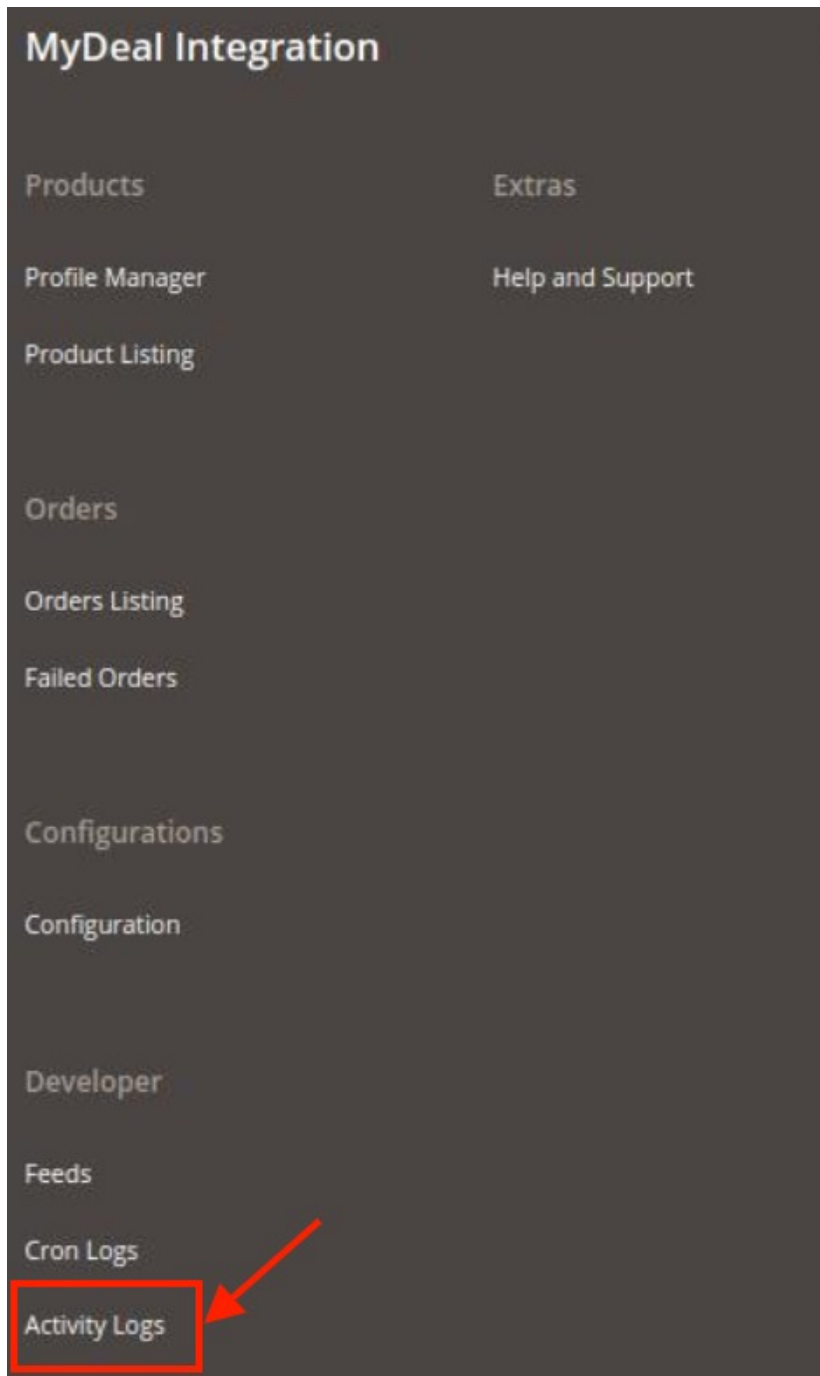 MyDeal Integration
Products
Profile Manager
Product Listing
Orders
Orders Listing
Failed Orders
Configurations
Configuration
Developer
Feeds
Cron Logs
Activity Logs
Extras
Help and Support